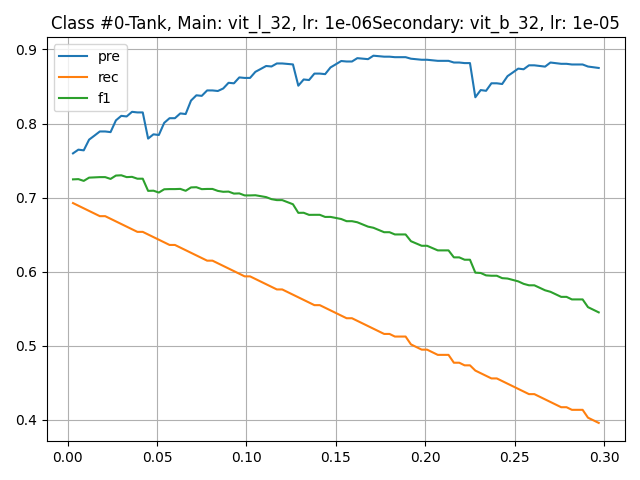 Class #0-Tank, Main: vit_l_32, lr: 1e-06Secondary: vit_b_32, lr: 1e-05
pre
rec
f1
0.9
0.8
0.7
0.6
0.5
0.4
0.00 0.05 0.10 0.15 0.20 0.25 0.30